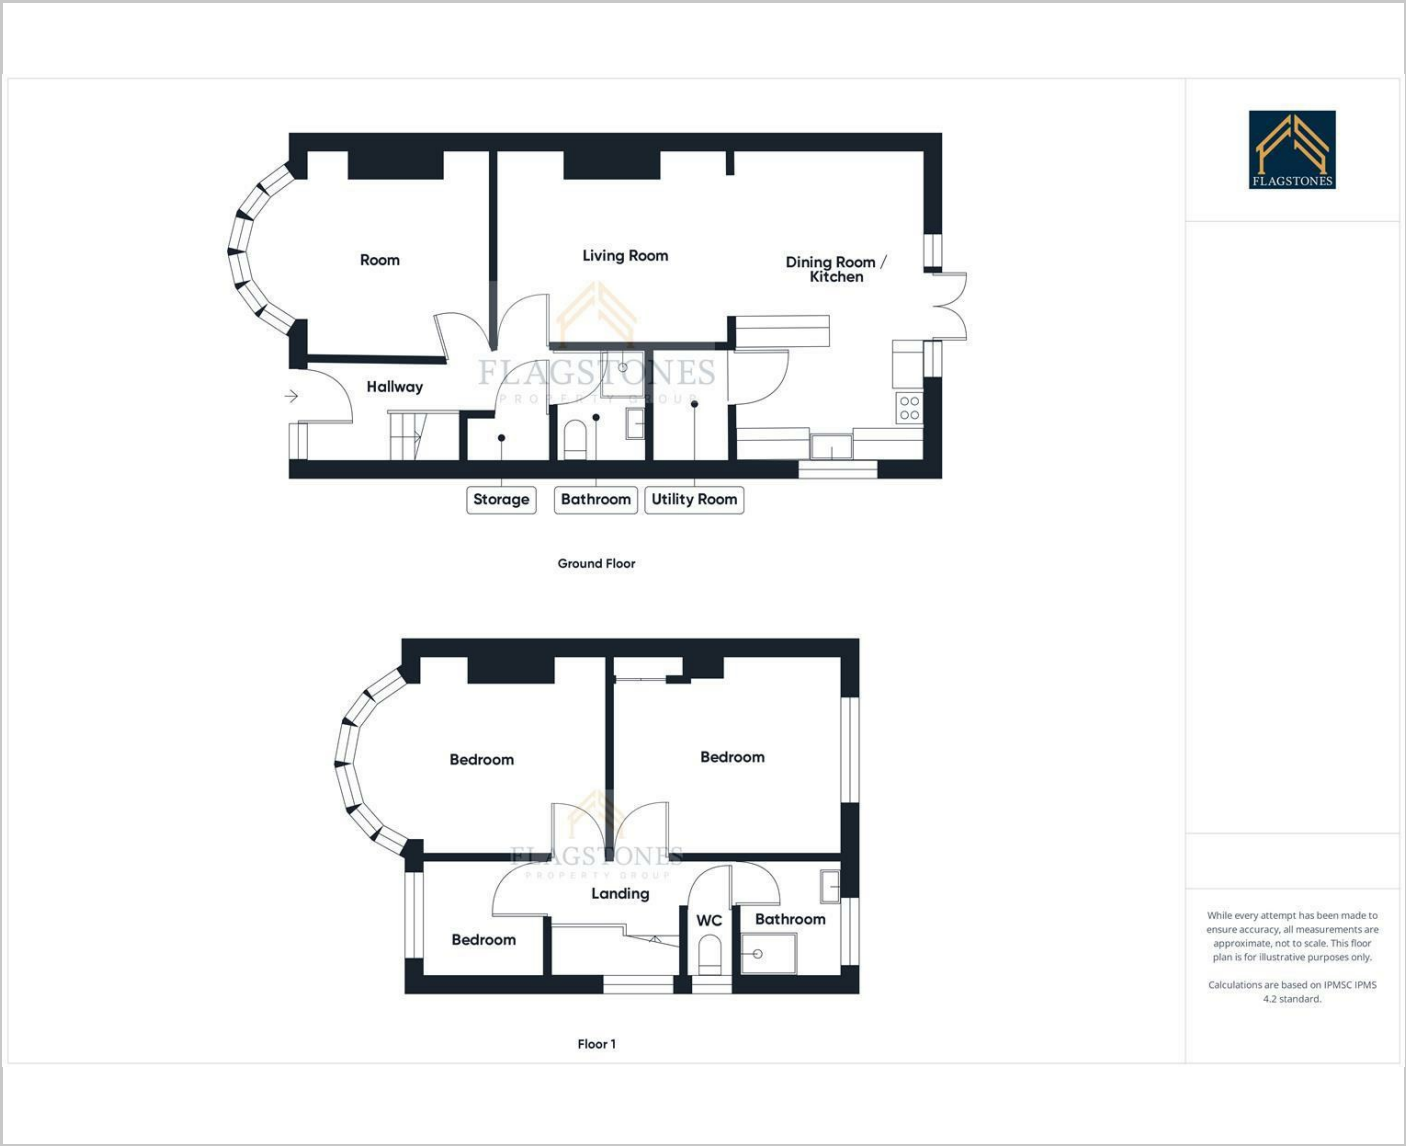 FLAGSTONES
Room
Living Room
Dining Room /
Kitchen
Hallway
FLAGSTONES
PROPERTY GROUP
Storage
Bathroom
Utility Room
Ground Floor
Bedroom
Bedroom
FLAGSTONES
PROPERTY GROUP
Landing
Bedroom
WC
Bathroom
Floor 1
While every attempt has been made to
ensure accuracy, all measurements are
approximate, not to scale. This floor
plan is for illustrative purposes only.
Calculations are based on IPMSC IPMS
4.2 standard.